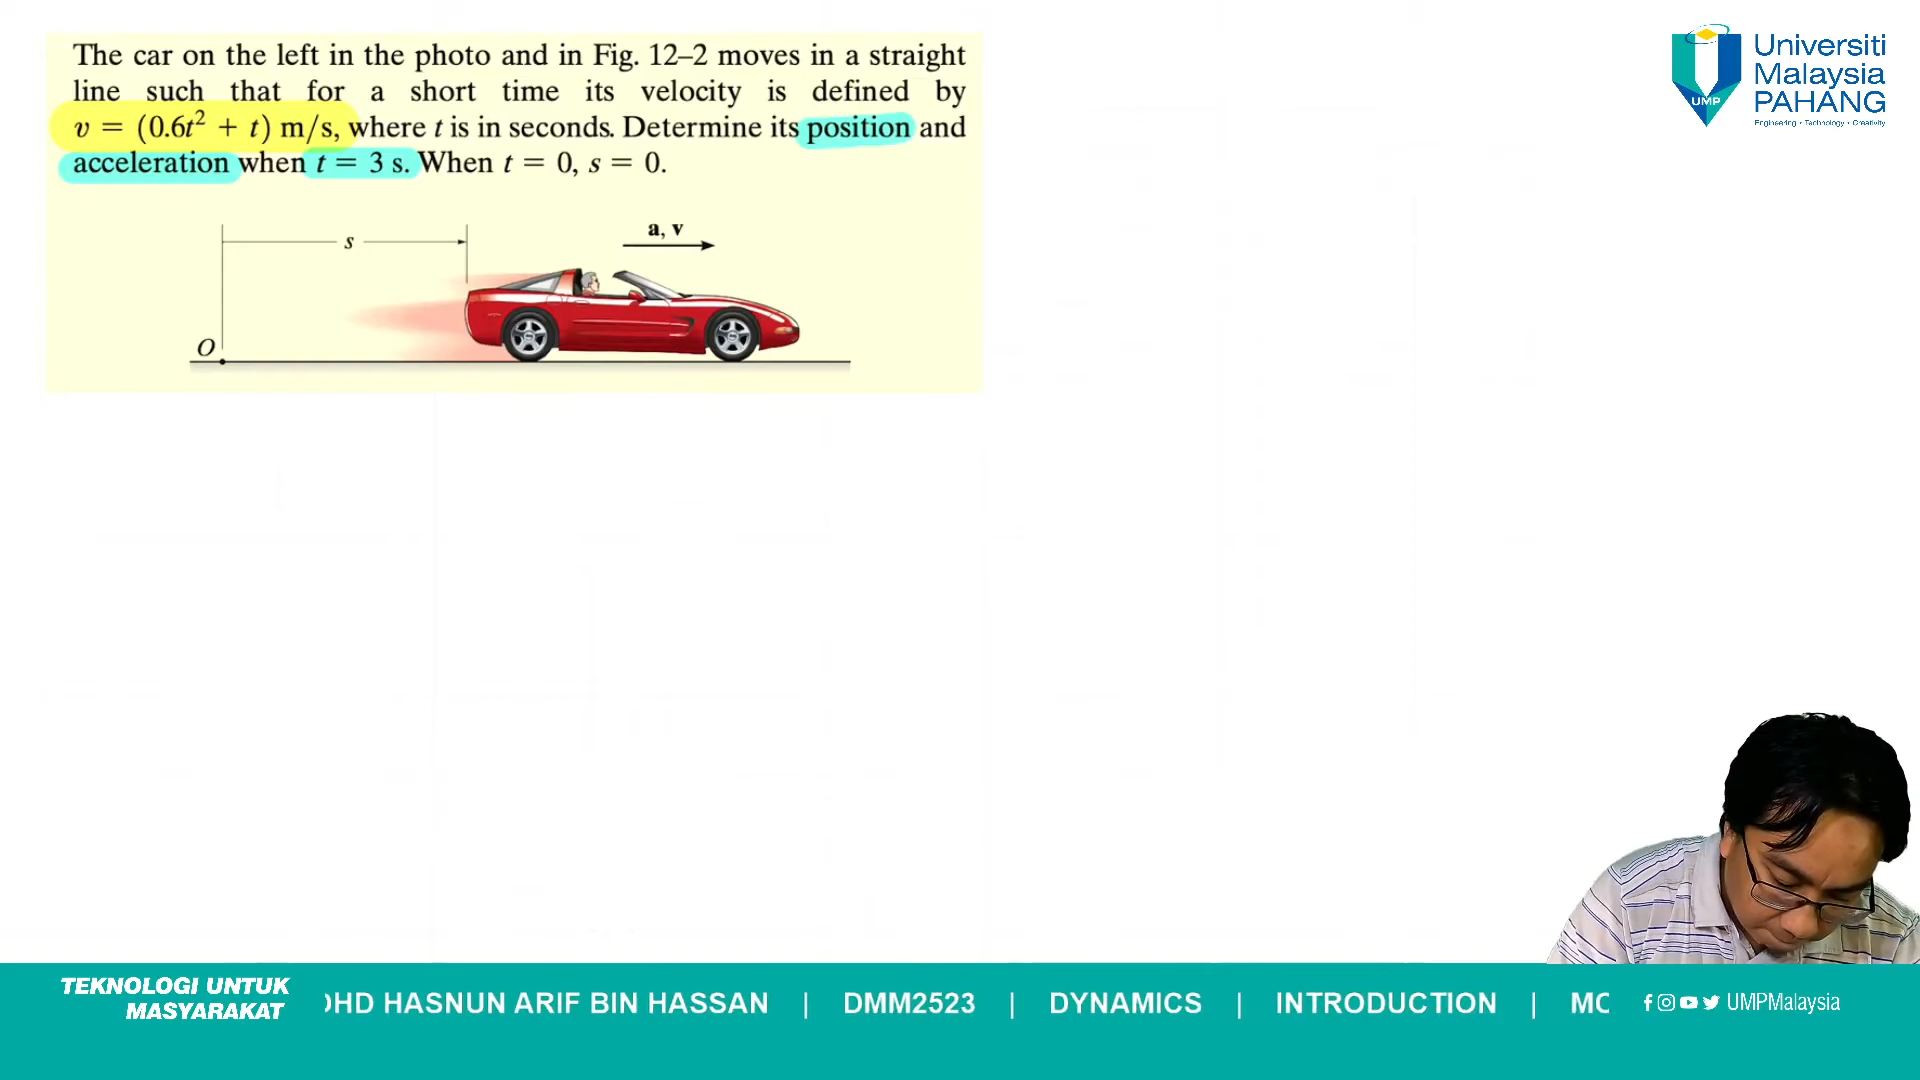 The car on the left in the photo and in Fig. 12–2 moves in a straight
line such that for a short time its velocity is defined by
v = (0.6t² + t) m/s, where t is in seconds. Determine its position and
acceleration when t = 3 s. When t = 0, s = 0.
a, v
s
O
Universiti
Malaysia
PAHANG
Engineering • Technology • Creativity
UMP
TEKNOLOGI UNTUK
MASYARAKAT
HD HASNUN ARIF BIN HASSAN | DMM2523 | DYNAMICS | INTRODUCTION | MC
UMPMalaysia